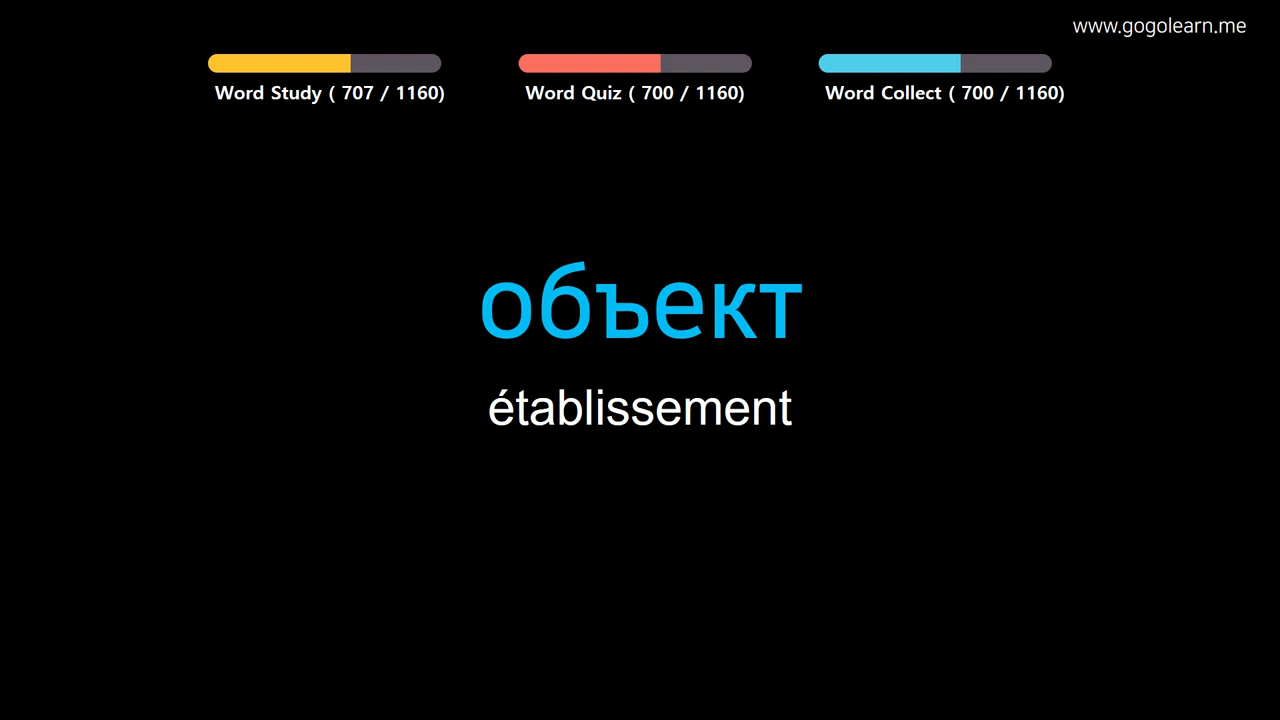 www.gogolearn.me
Word Study ( 707 / 1160)
Word Quiz ( 700 / 1160)
Word Collect ( 700 / 1160)
объект
établissement